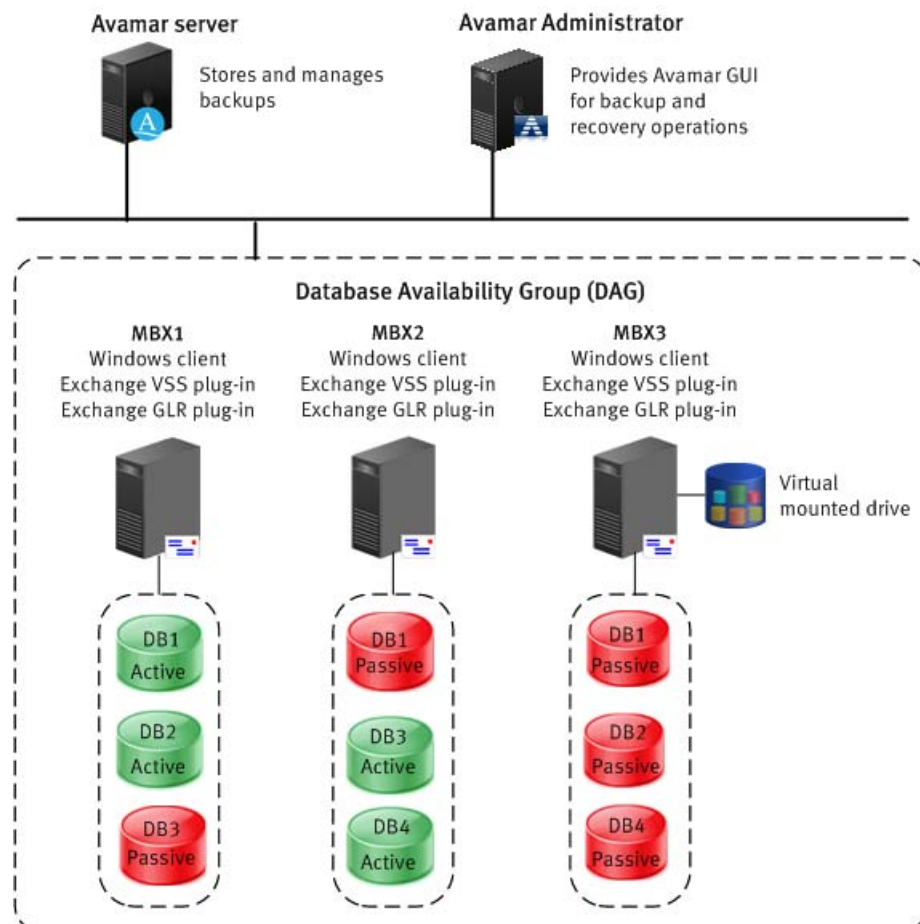 Avamar server
Stores and manages
backups
Avamar Administrator
Provides Avamar GUI
for backup and
recovery operations
Database Availability Group (DAG)
MBX1
Windows client
Exchange VSS plug-in
Exchange GLR plug-in
MBX2
Windows client
Exchange VSS plug-in
Exchange GLR plug-in
MBX3
Windows client
Exchange VSS plug-in
Exchange GLR plug-in
Virtual
mounted drive
DB1
Active
DB2
Active
DB3
Passive
DB1
Passive
DB3
Active
DB4
Active
DB1
Passive
DB2
Passive
DB4
Passive